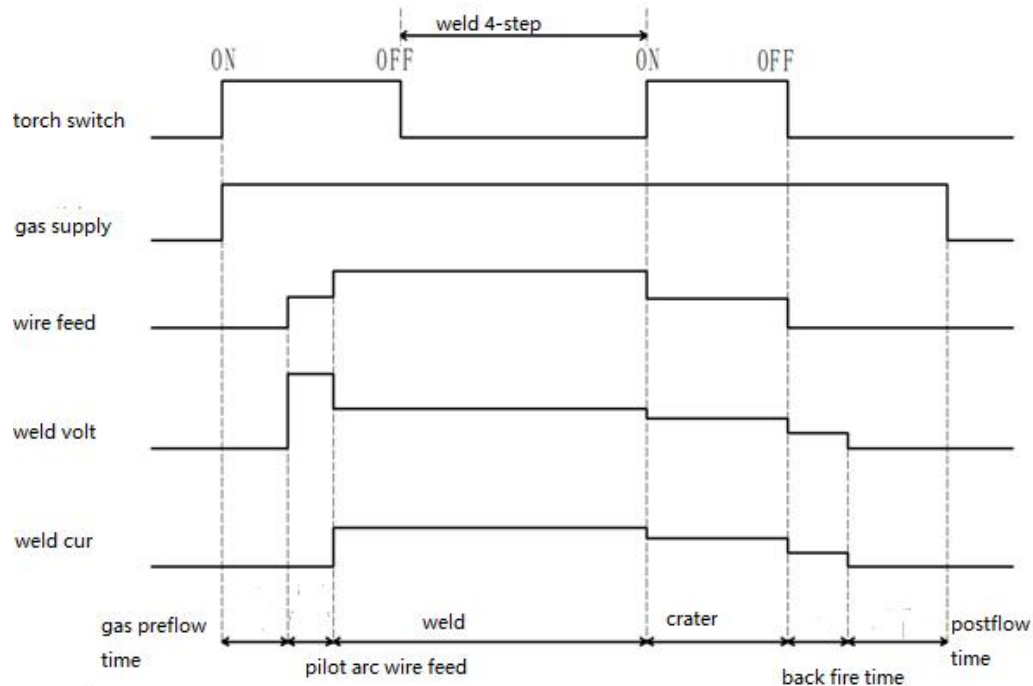 weld 4-step
ON OFF ON OFF
torch switch
gas supply
wire feed
weld volt
weld cur
gas preflow
time
pilot arc wire feed
weld
crater
back fire time
postflow
time